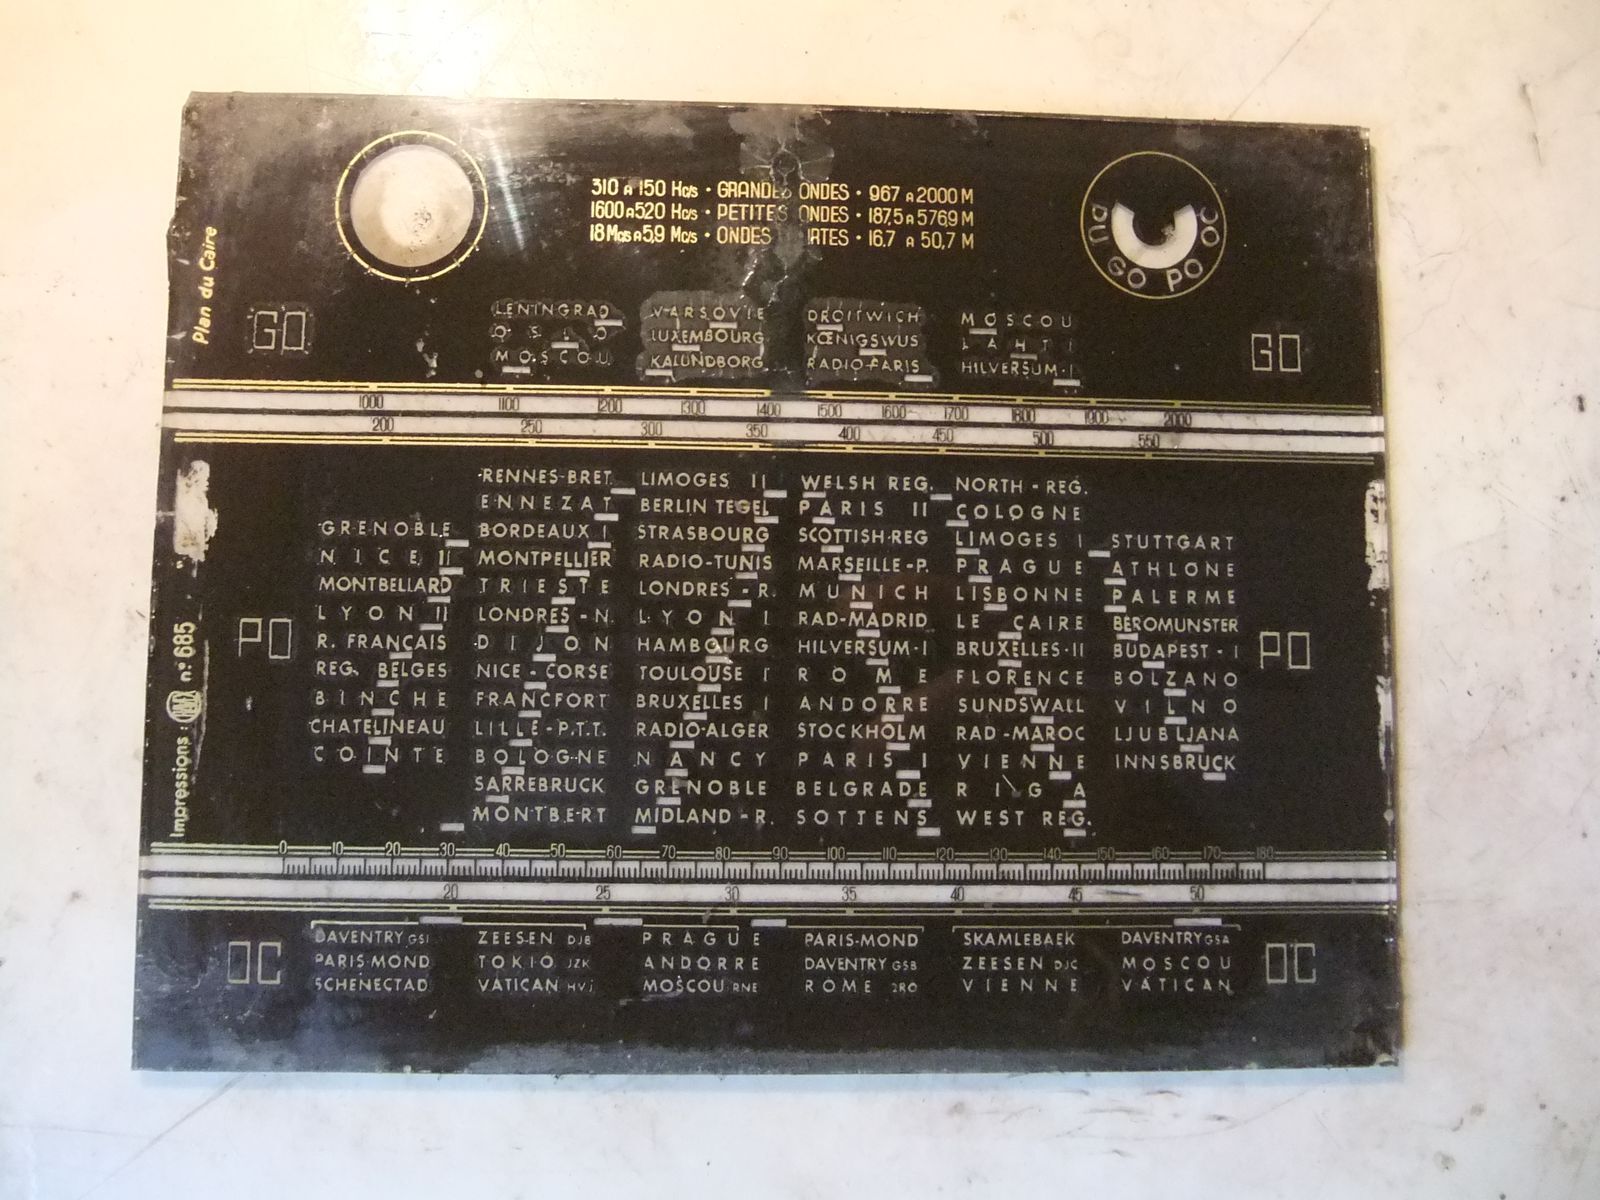 310 A 150 Hc/s • GRANDES ONDES • 967 A 2000 M
1600 A 520 Hc/s • PETITES ONDES • 187,5 A 576,9 M
18 Mc/s A 5,9 Mc/s • ONDES RTES • 16.7 A 50,7 M
PU GO PO OC
Plan du Caire
GO
LENINGRAD VARSOVIE DROITWICH MOSCOU
OSLO LUXEMBOURG KŒNIGSWUS LAHTI
MOSCOU KALUNDBORG RADIO-PARIS HILVERSUM-I
GO
1000 1100 1200 1300 1400 1500 1600 1700 1800 1900 2000
200 250 300 350 400 450 500 550
RENNES-BRET. LIMOGES II WELSH REG. NORTH-REG.
ENNEZAT BERLIN TEGEL PARIS II COLOGNE
GRENOBLE BORDEAUX I STRASBOURG SCOTTISH-REG LIMOGES I STUTTGART
NICE II MONTPELLIER RADIO-TUNIS MARSEILLE-P. PRAGUE ATHLONE
MONTBELLARD TRIESTE LONDRES-R. MUNICH LISBONNE PALERME
LYON II LONDRES-N. LYON I RAD-MADRID LE CAIRE BEROMUNSTER
R. FRANÇAIS DIJON HAMBOURG HILVERSUM-I BRUXELLES-II BUDAPEST-I
REG. BELGES NICE-CORSE TOULOUSE I ROME FLORENCE BOLZANO
BINCHE FRANCFORT BRUXELLES I ANDORRE SUNDSWALL VILNO
CHATELINEAU LILLE-P.T.T. RADIO-ALGER STOCKHOLM RAD-MAROC LJUBLJANA
COINTE BOLOGNE NANCY PARIS I VIENNE INNSBRUCK
SARREBRUCK GRENOBLE BELGRADE RIGA
MONTBERT MIDLAND-R. SOTTENS WEST REG.
PO
PO
Impressions : n° 685
0 10 20 30 40 50 60 70 80 90 100 110 120 130 140 150 160 170 180
20 25 30 35 40 45 50
OC
DAVENTRY GSI ZEESEN DJB PRAGUE PARIS-MOND SKAMLEBAEK DAVENTRY GSA
PARIS-MOND TOKIO JZK ANDORRE DAVENTRY GSB ZEESEN DJC MOSCOU
SCHENECTAD. VATICAN HVJ MOSCOU RNE ROME 2RO VIENNE VATICAN
OC